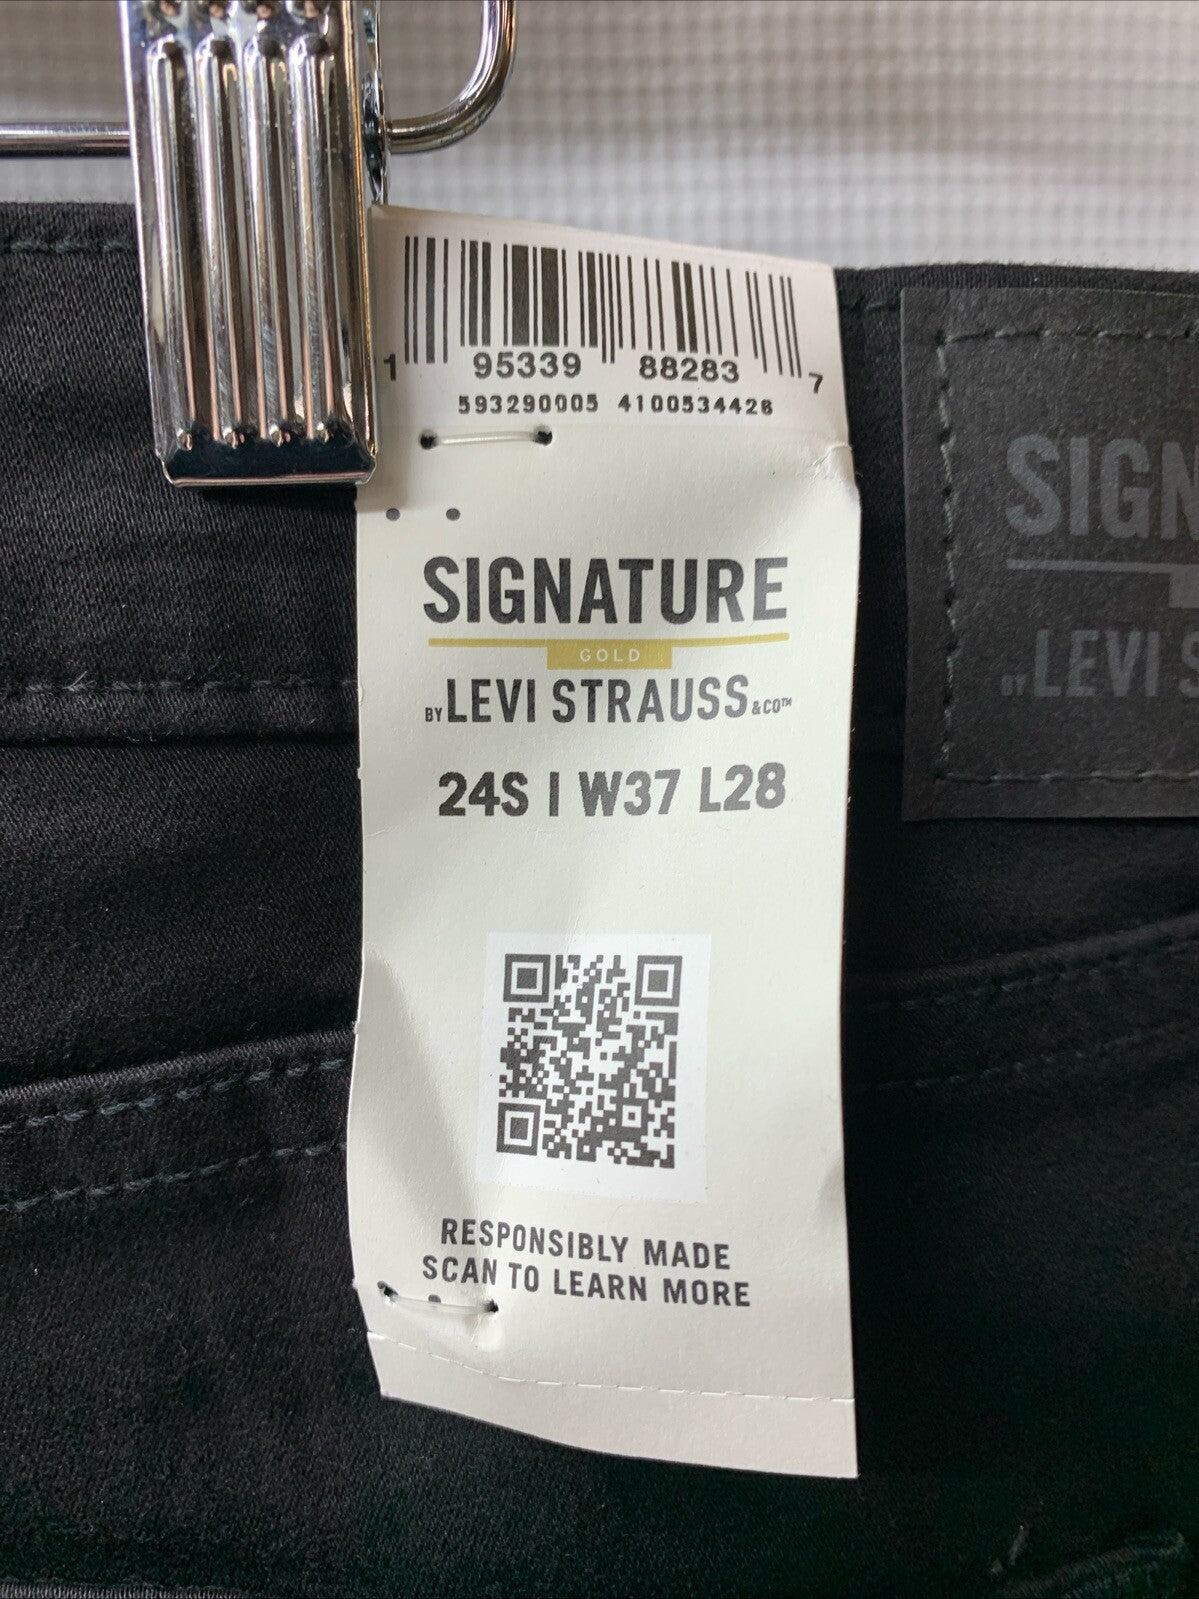 1 95339 88283 7
593290005 4100534426
SIGNATURE
GOLD
BY LEVI STRAUSS & CO™
24S | W37 L28
RESPONSIBLY MADE
SCAN TO LEARN MORE
SIGN
BY LEVI S